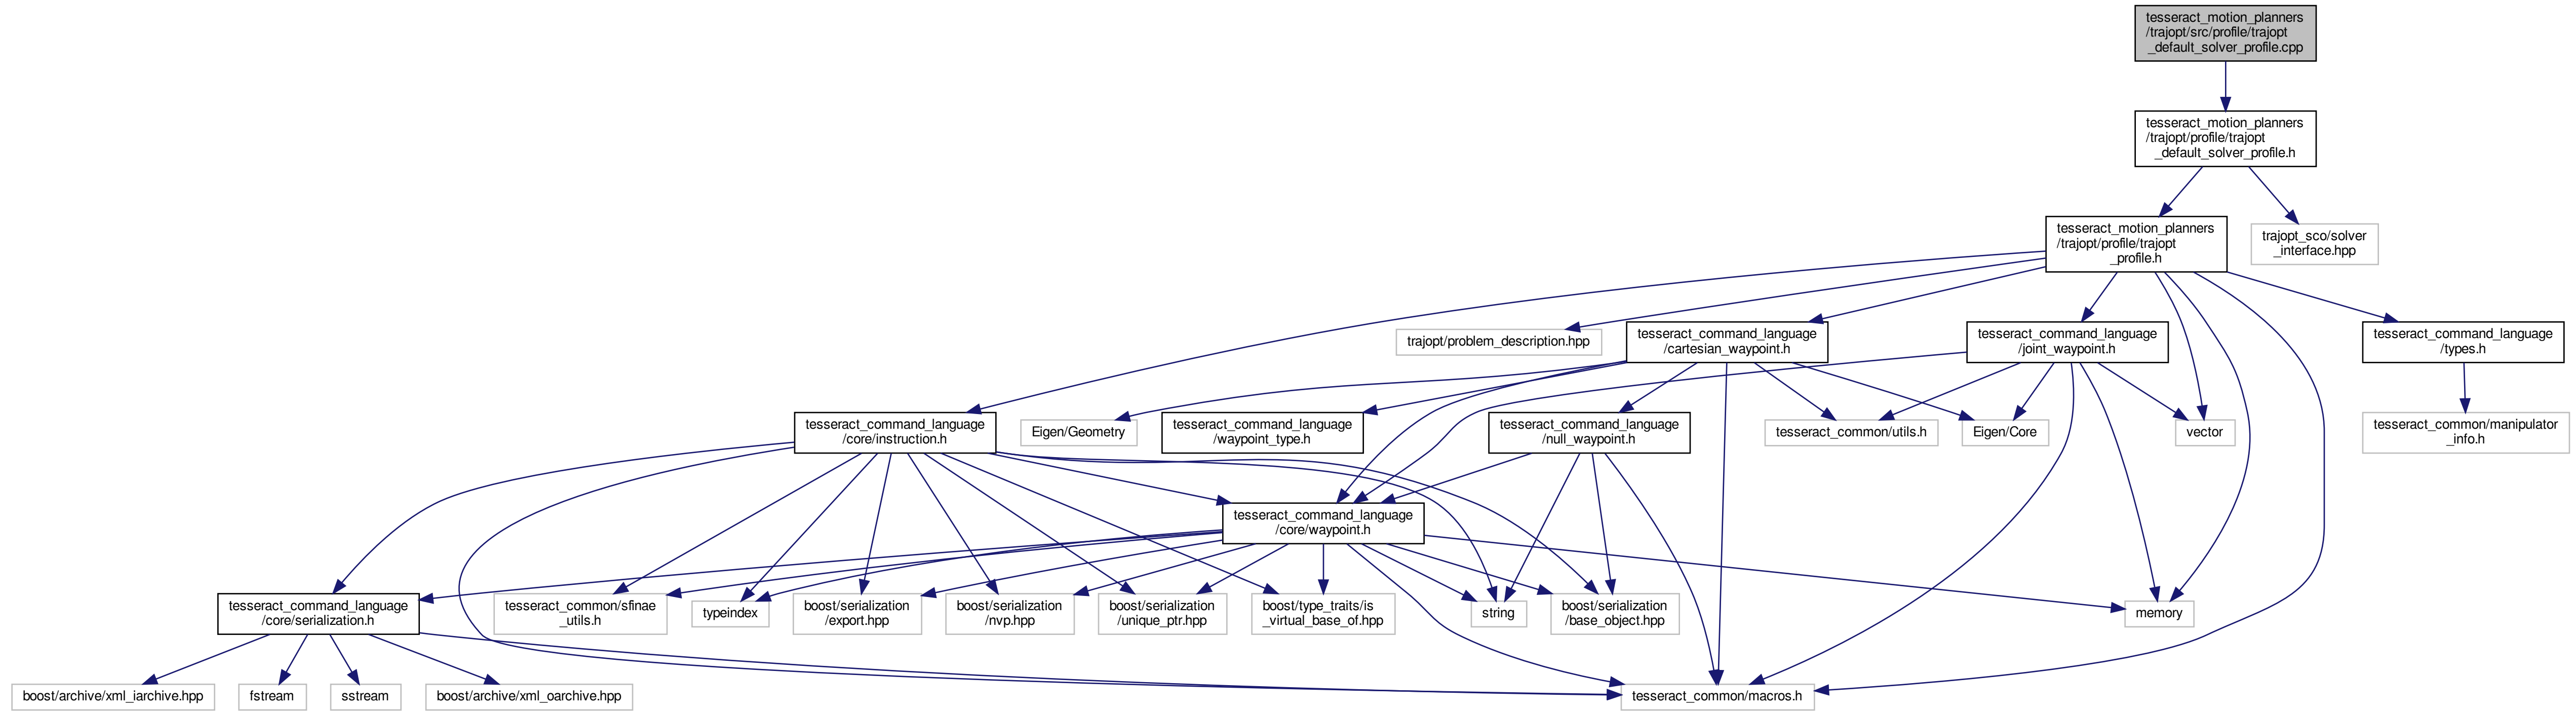 tesseract_motion_planners
/trajopt/src/profile/trajopt
_default_solver_profile.cpp
tesseract_motion_planners
/trajopt/profile/trajopt
_default_solver_profile.h
tesseract_motion_planners
/trajopt/profile/trajopt
_profile.h
trajopt_sco/solver
_interface.hpp
trajopt/problem_description.hpp
tesseract_command_language
/cartesian_waypoint.h
tesseract_command_language
/joint_waypoint.h
tesseract_command_language
/types.h
tesseract_command_language
/core/instruction.h
Eigen/Geometry
tesseract_command_language
/waypoint_type.h
tesseract_command_language
/null_waypoint.h
tesseract_common/utils.h
Eigen/Core
vector
tesseract_common/manipulator
_info.h
tesseract_command_language
/core/waypoint.h
tesseract_command_language
/core/serialization.h
tesseract_common/sfinae
_utils.h
typeindex
boost/serialization
/export.hpp
boost/serialization
/nvp.hpp
boost/serialization
/unique_ptr.hpp
boost/type_traits/is
_virtual_base_of.hpp
string
boost/serialization
/base_object.hpp
memory
boost/archive/xml_iarchive.hpp
fstream
sstream
boost/archive/xml_oarchive.hpp
tesseract_common/macros.h